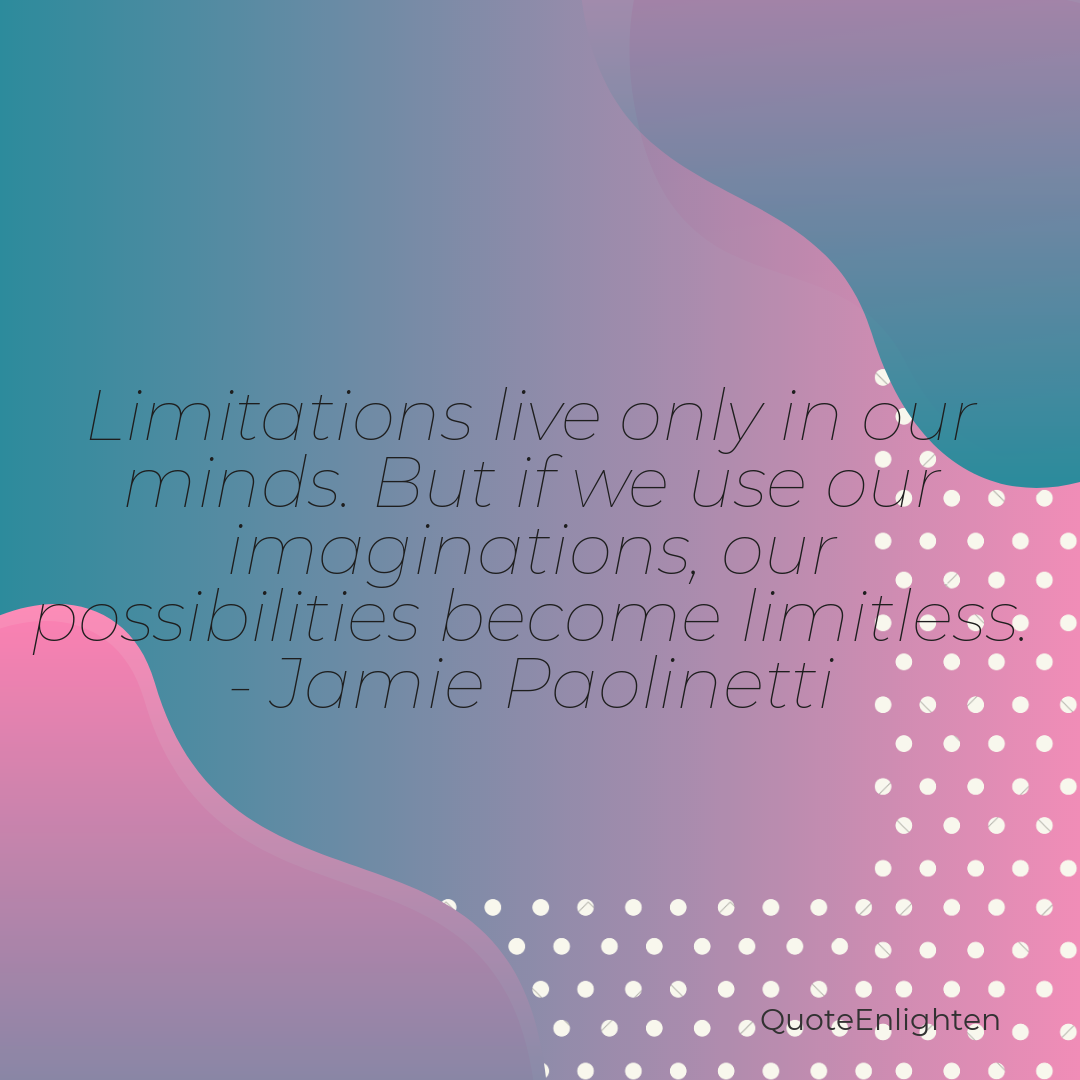 Limitations live only in our
minds. But if we use our
imaginations, our
possibilities become limitless.
- Jamie Paolinetti
QuoteEnlighten